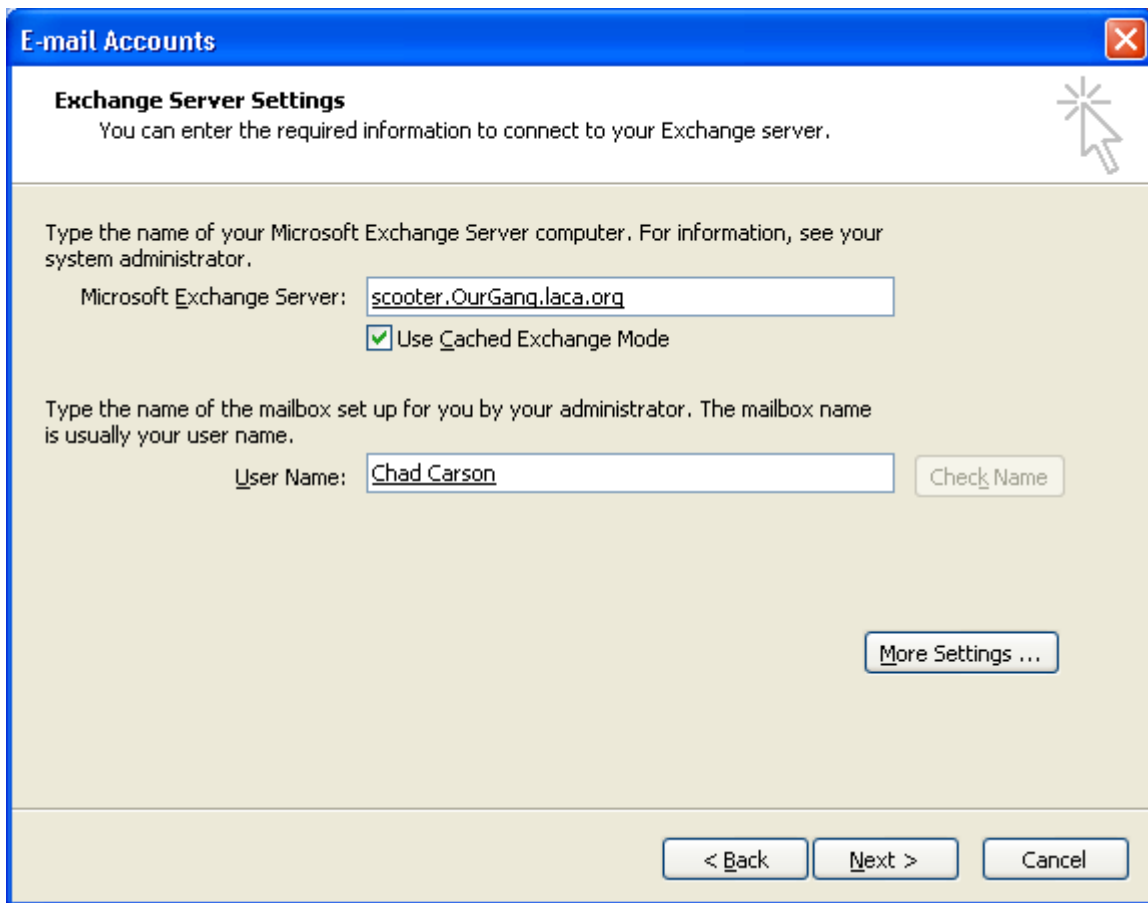 E-mail Accounts
Exchange Server Settings
You can enter the required information to connect to your Exchange server.
Type the name of your Microsoft Exchange Server computer. For information, see your
system administrator.
Microsoft Exchange Server: scooter.OurGang.laca.org
Use Cached Exchange Mode
Type the name of the mailbox set up for you by your administrator. The mailbox name
is usually your user name.
User Name: Chad Carson Check Name
More Settings ...
< Back Next > Cancel